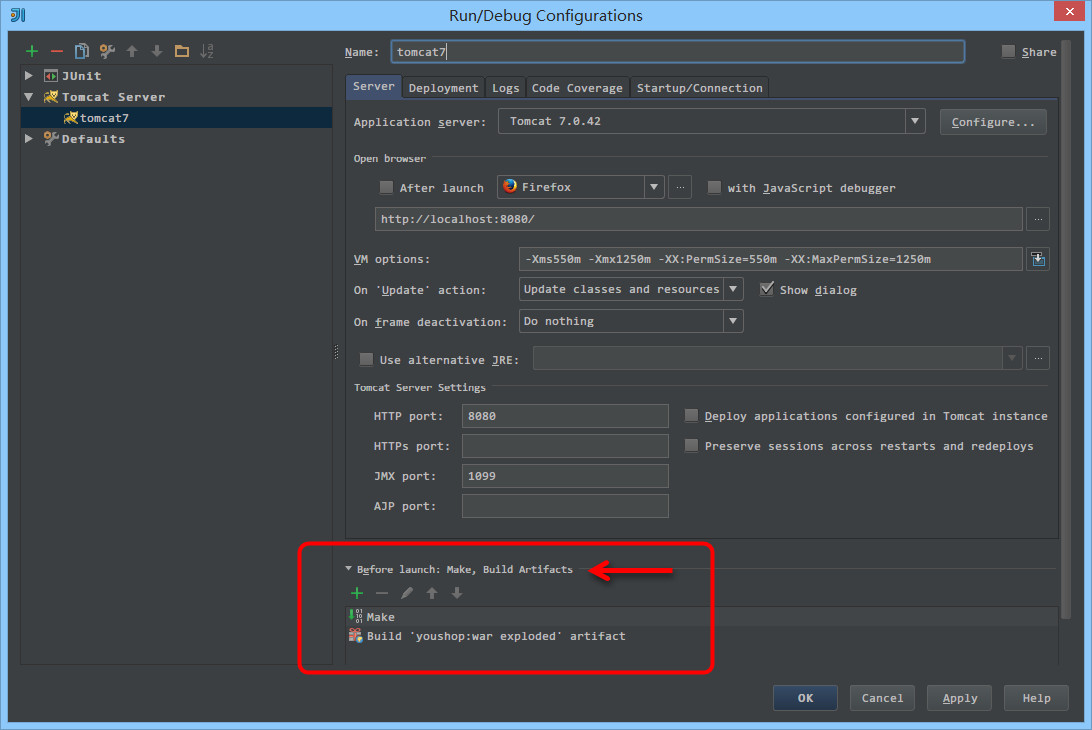 Run/Debug Configurations
Name: tomcat7
Share
JUnit
Tomcat Server
tomcat7
Defaults
Server Deployment Logs Code Coverage Startup/Connection
Application server: Tomcat 7.0.42 Configure...
Open browser
After launch Firefox ... with JavaScript debugger
http://localhost:8080/ ...
VM options: -Xms550m -Xmx1250m -XX:PermSize=550m -XX:MaxPermSize=1250m
On 'Update' action: Update classes and resources Show dialog
On frame deactivation: Do nothing
Use alternative JRE: ...
Tomcat Server Settings
HTTP port: 8080 Deploy applications configured in Tomcat instance
HTTPs port: Preserve sessions across restarts and redeploys
JMX port: 1099
AJP port:
Before launch: Make, Build Artifacts
Make
Build 'youshop:war exploded' artifact
OK Cancel Apply Help